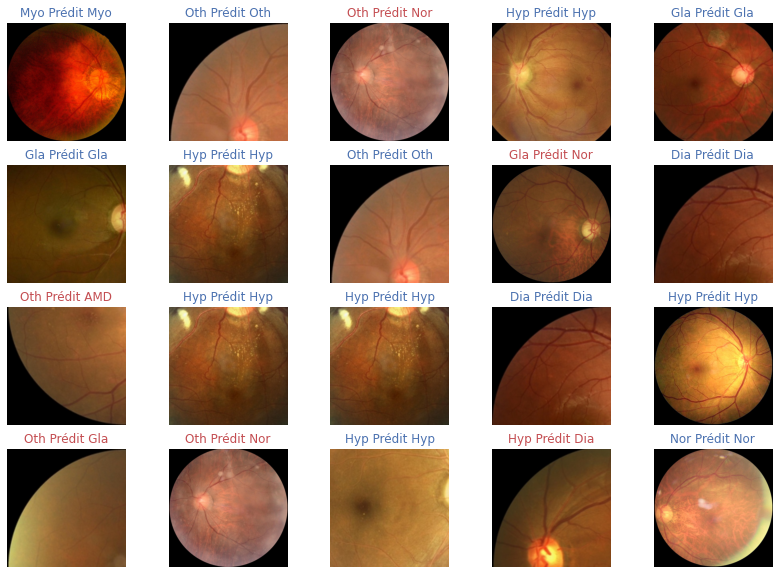 Myo Prédit Myo
Oth Prédit Oth
Oth Prédit Nor
Hyp Prédit Hyp
Gla Prédit Gla
Gla Prédit Gla
Hyp Prédit Hyp
Oth Prédit Oth
Gla Prédit Nor
Dia Prédit Dia
Oth Prédit AMD
Hyp Prédit Hyp
Hyp Prédit Hyp
Dia Prédit Dia
Hyp Prédit Hyp
Oth Prédit Gla
Oth Prédit Nor
Hyp Prédit Hyp
Hyp Prédit Dia
Nor Prédit Nor